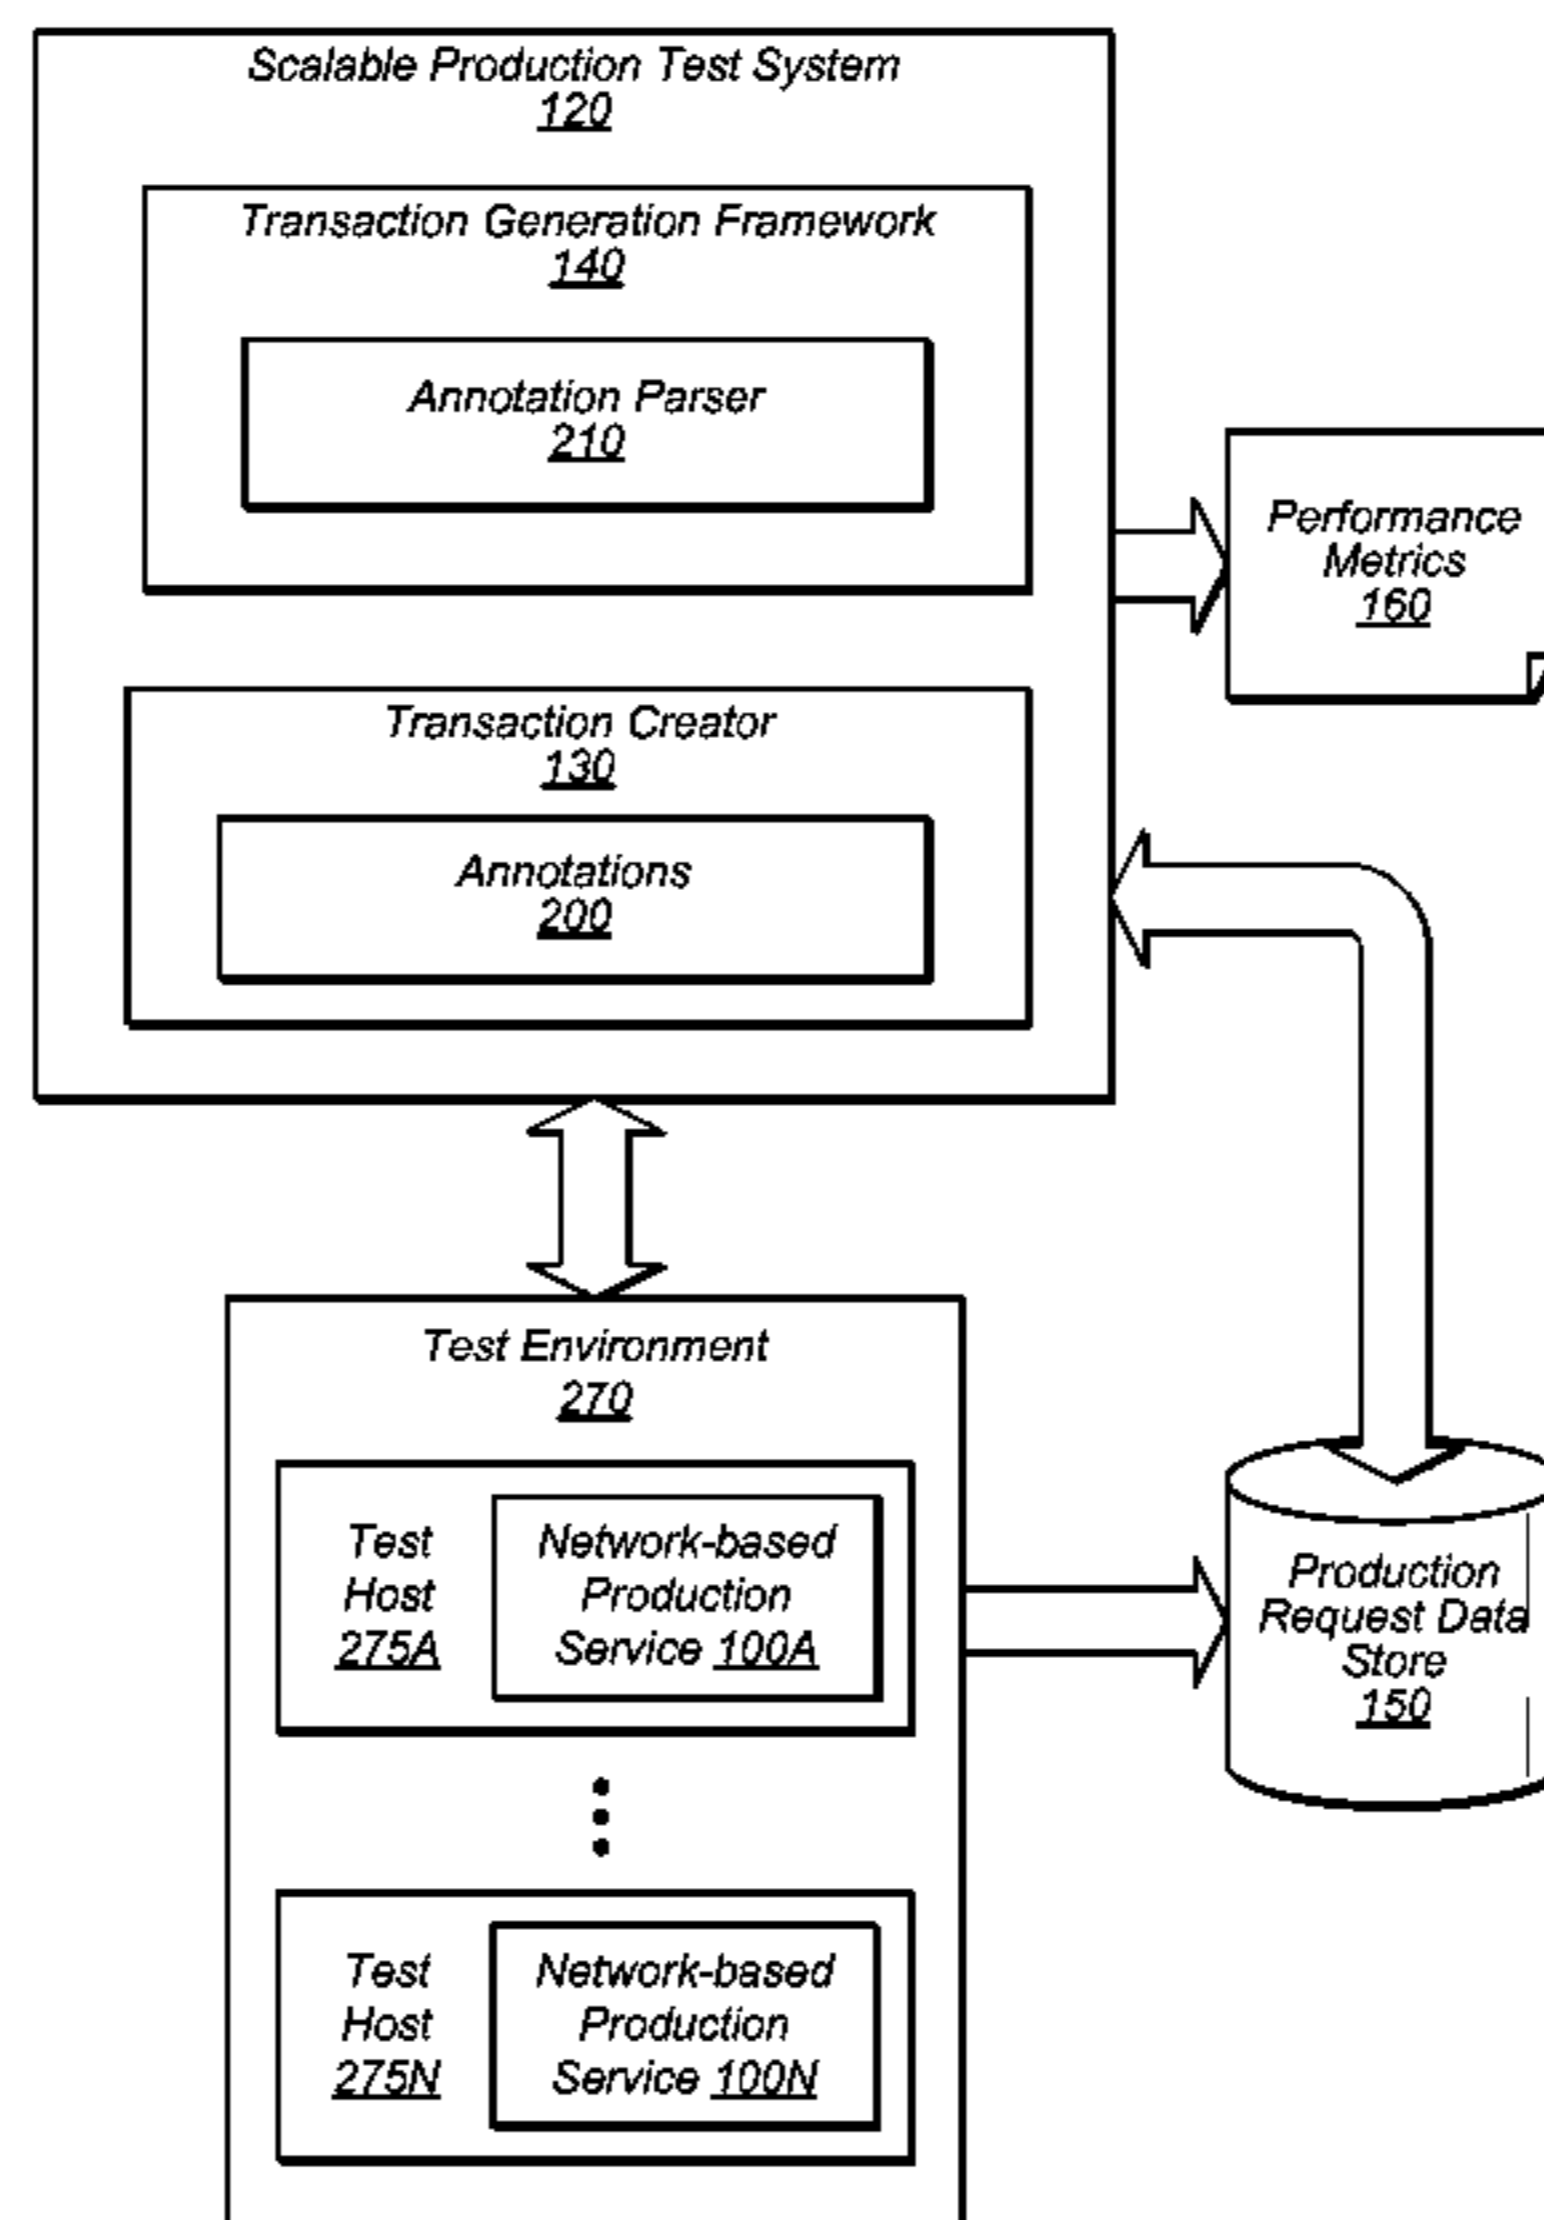 Scalable Production Test System
120
Transaction Generation Framework
140
Annotation Parser
210
Performance
Metrics
160
Transaction Creator
130
Annotations
200
Test Environment
270
Test
Host
275A
Network-based
Production
Service 100A
Production
Request Data
Store
150
Test
Host
275N
Network-based
Production
Service 100N